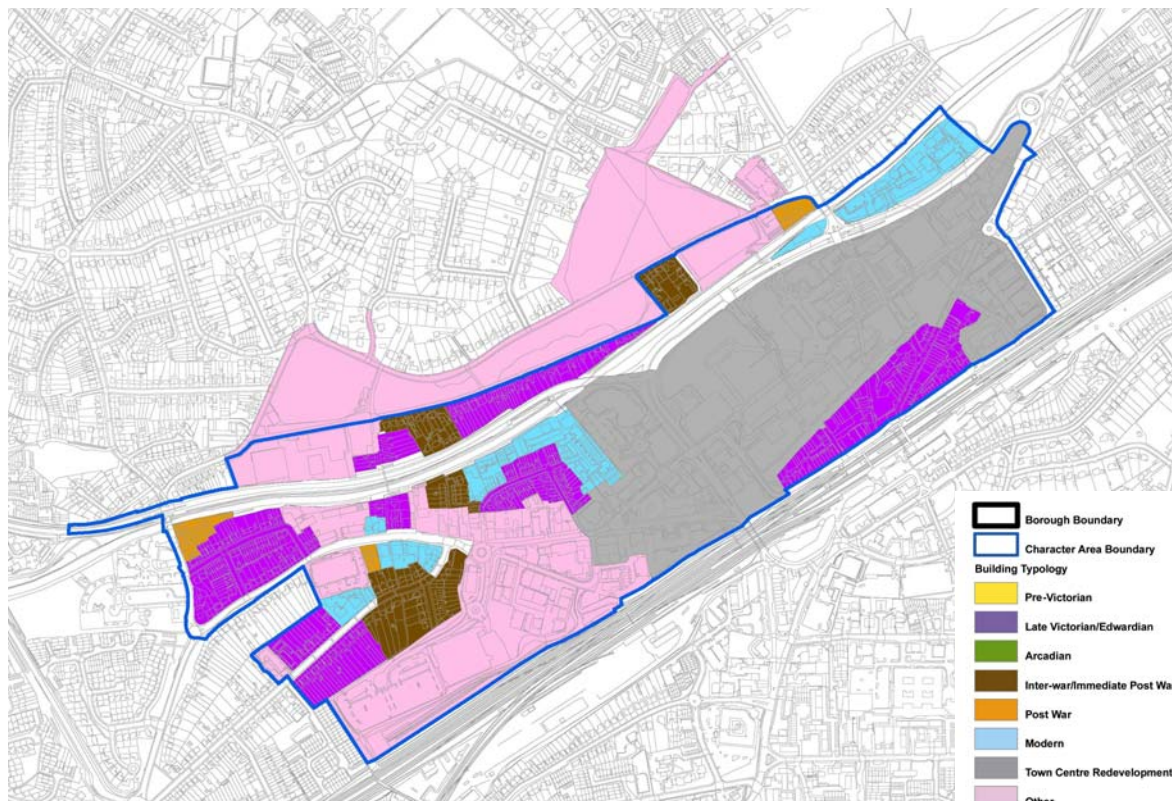 Borough Boundary
Character Area Boundary
Building Typology
Pre-Victorian
Late Victorian/Edwardian
Arcadian
Inter-war/Immediate Post Wa
Post War
Modern
Town Centre Redevelopment
Other